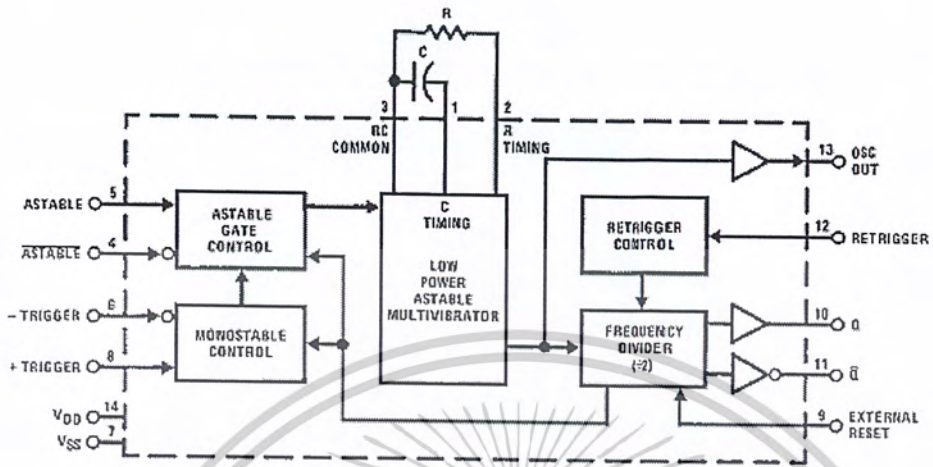 R
C
3
1
2
RC
COMMON
R
TIMING
13
OSC
OUT
5
ASTABLE
ASTABLE
GATE
CONTROL
C
TIMING
LOW
POWER
ASTABLE
MULTIVIBRATOR
RETRIGGER
CONTROL
12
RETRIGGER
4
ASTABLE
6
– TRIGGER
MONOSTABLE
CONTROL
8
+ TRIGGER
FREQUENCY
DIVIDER
(÷2)
10
Q
11
Q̅
14
VDD
7
VSS
9
EXTERNAL
RESET